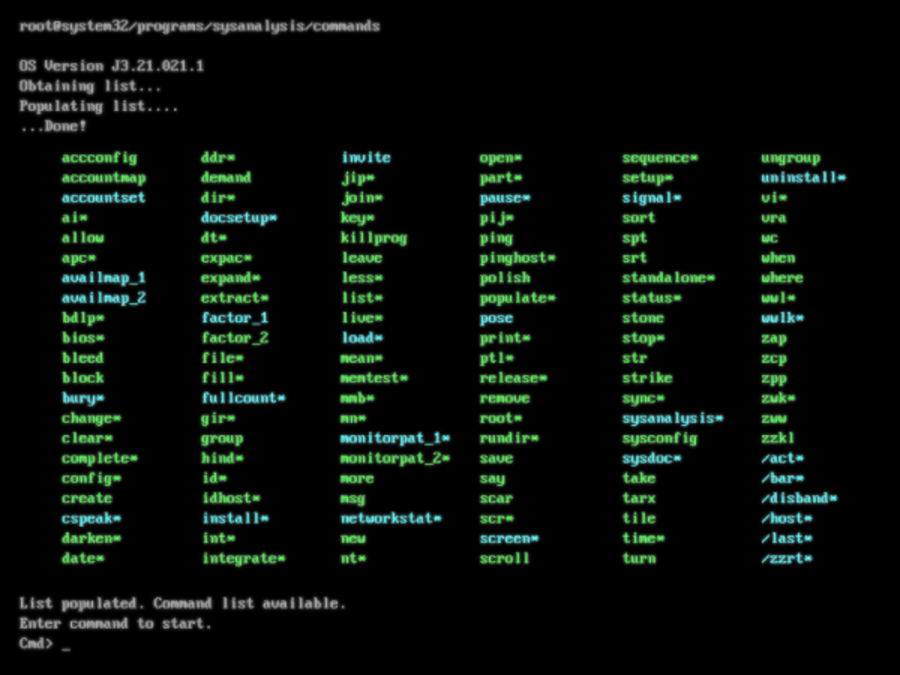 root@system32/programs/sysanalysis/commands
OS Version J3.21.021.1
Obtaining list...
Populating list....
...Done!
accconfig ddr* invite open* sequence* ungroup
accountmap demand jip* part* setup* uninstall*
accountset dir* join* pause* signal* vi*
ai* docsetup* key* pij* sort vra
allow dt* killprog ping spt wc
apc* expac* leave pinghost* srt when
availmap_1 expand* less* polish standalone* where
availmap_2 extract* list* populate* status* wwl*
bdlp* factor_1 live* pose stone wwlk*
bios* factor_2 load* print* stop* zap
bleed file* mean* ptl* str zcp
block fill* memtest* release* strike zpp
bury* fullcount* mmb* remove sync* zwk*
change* gir* mn* root* sysanalysis* zww
clear* group monitorpat_1* rundir* sysconfig zzkl
complete* hind* monitorpat_2* save sysdoc* /act*
config* id* more say take /bar*
create idhost* msg scar tarx /disband*
cspeak* install* networkstat* scr* tile /host*
darken* int* new screen* time* /last*
date* integrate* nt* scroll turn /zzrt*
List populated. Command list available.
Enter command to start.
Cmd> _